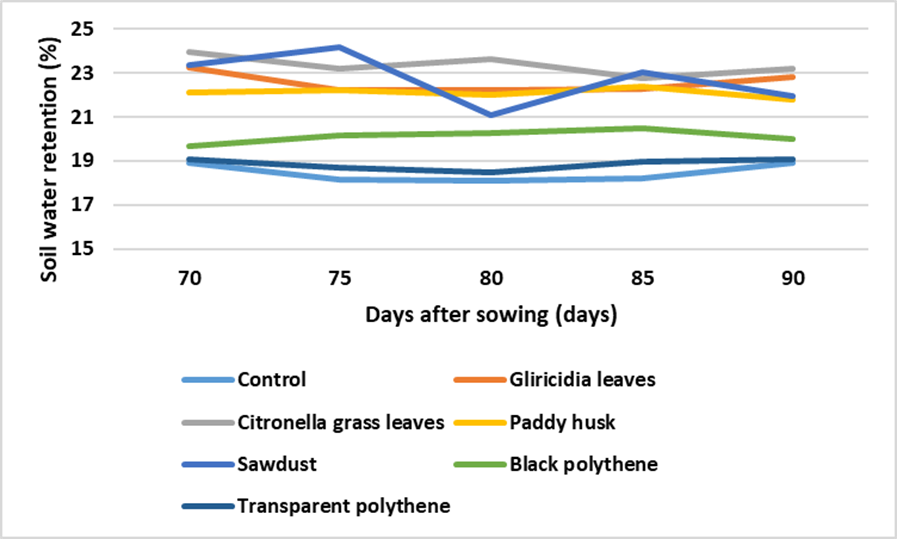 25
23
21
19
17
15
Soil water retention (%)
70 75 80 85 90
Days after sowing (days)
Control
Gliricidia leaves
Citronella grass leaves
Paddy husk
Sawdust
Black polythene
Transparent polythene